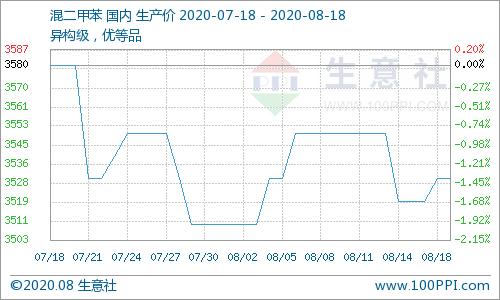 混二甲苯 国内 生产价 2020-07-18 - 2020-08-18
异构级，优等品
3587 0.20%
3580 0.00%
3570 -0.27%
3561 -0.51%
3553 -0.74%
3545 -0.97%
3536 -1.22%
3528 -1.44%
3520 -1.68%
3511 -1.92%
3503 -2.15%
生意社
www.100PPI.com
07/18 07/21 07/24 07/27 07/30 08/02 08/05 08/08 08/11 08/14 08/18
©2020.08 生意社 www.100PPI.com